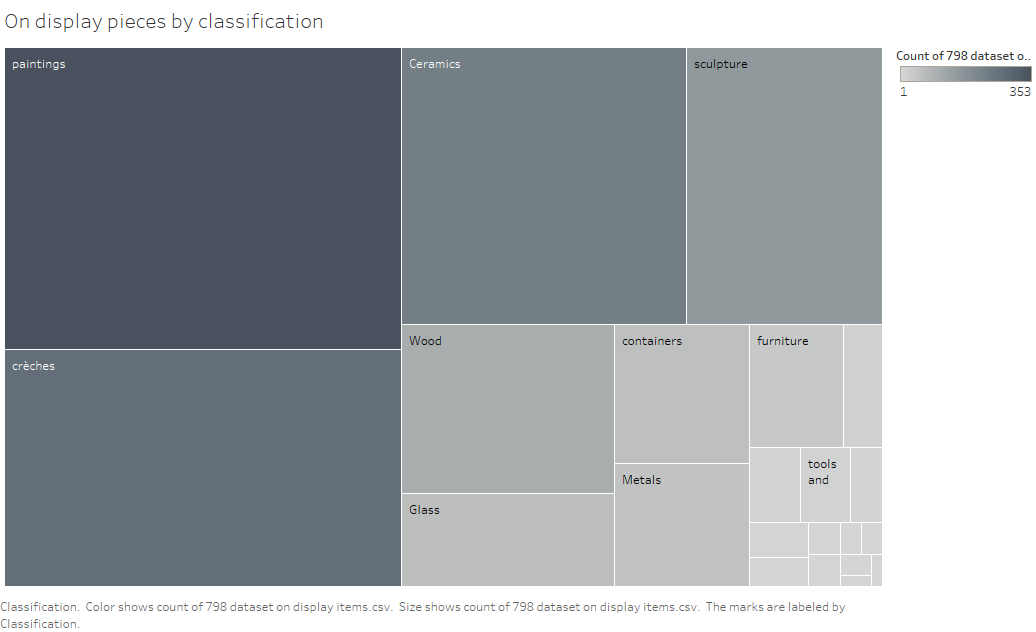 On display pieces by classification
paintings
Ceramics
sculpture
Count of 798 dataset o..
1
353
crèches
Wood
containers
furniture
tools
and
Metals
Glass
Classification. Color shows count of 798 dataset on display items.csv. Size shows count of 798 dataset on display items.csv. The marks are labeled by
Classification.